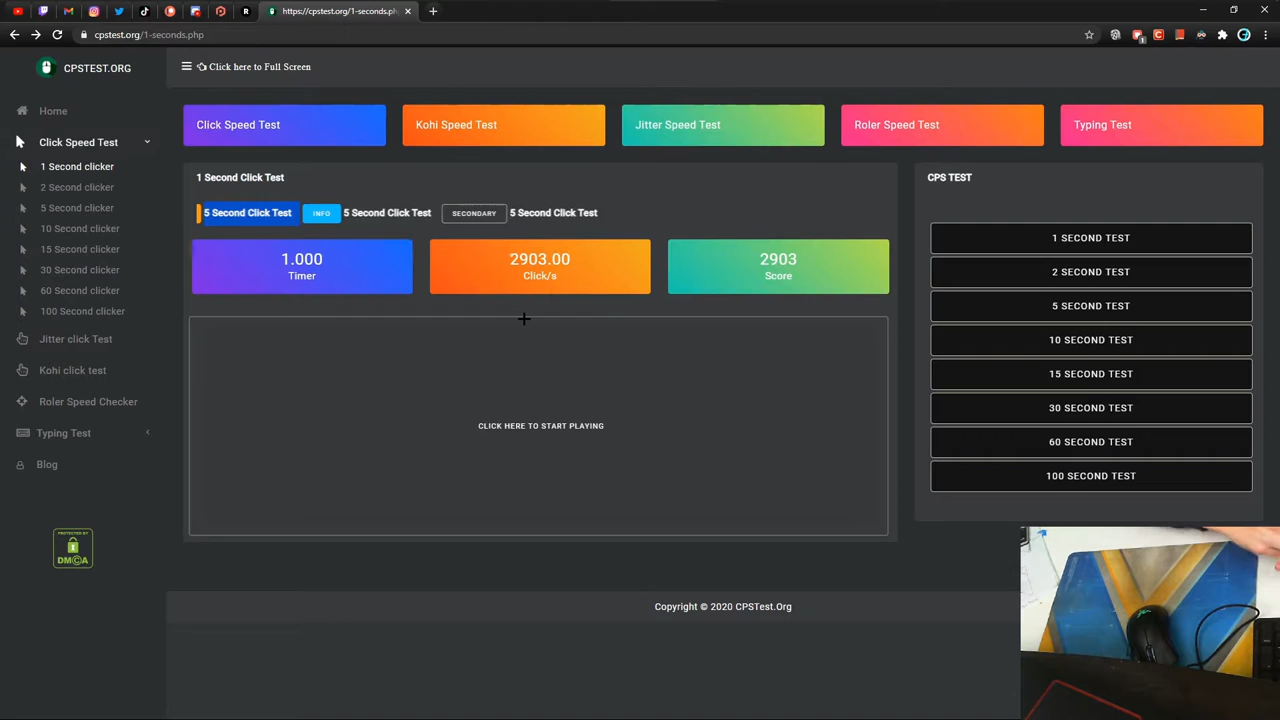 https://cpstest.org/1-seconds.ph
cpstest.org/1-seconds.php
1
CPSTEST.ORG
Click here to Full Screen
Home
Click Speed Test
1 Second clicker
2 Second clicker
5 Second clicker
10 Second clicker
15 Second clicker
30 Second clicker
60 Second clicker
100 Second clicker
Jitter click Test
Kohi click test
Roler Speed Checker
Typing Test
Blog
PROTECTED BY
DMCA
Click Speed Test
Kohi Speed Test
Jitter Speed Test
Roler Speed Test
Typing Test
1 Second Click Test
5 Second Click Test INFO 5 Second Click Test SECONDARY 5 Second Click Test
1.000
Timer
2903.00
Click/s
2903
Score
CLICK HERE TO START PLAYING
CPS TEST
1 SECOND TEST
2 SECOND TEST
5 SECOND TEST
10 SECOND TEST
15 SECOND TEST
30 SECOND TEST
60 SECOND TEST
100 SECOND TEST
Copyright © 2020 CPSTest.Org